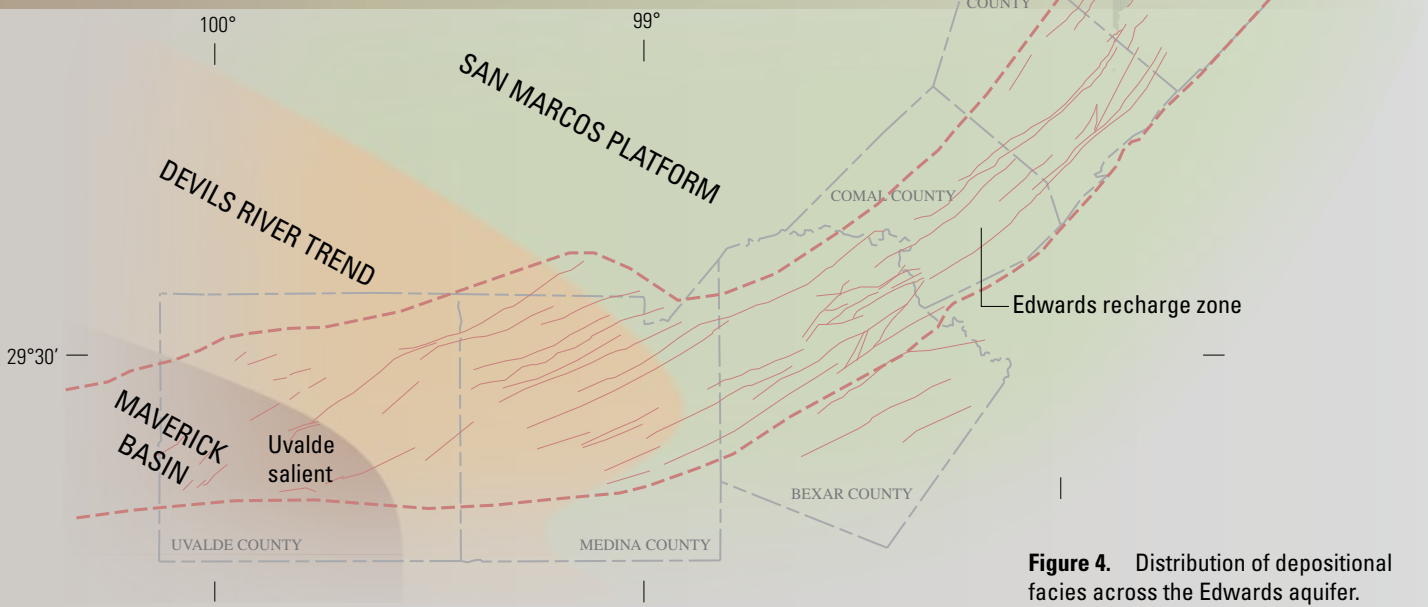 COUNTY
100°
99°
SAN MARCOS PLATFORM
DEVILS RIVER TREND
COMAL COUNTY
Edwards recharge zone
29°30'
MAVERICK
BASIN
Uvalde
salient
BEXAR COUNTY
UVALDE COUNTY
MEDINA COUNTY
Figure 4. Distribution of depositional
facies across the Edwards aquifer.